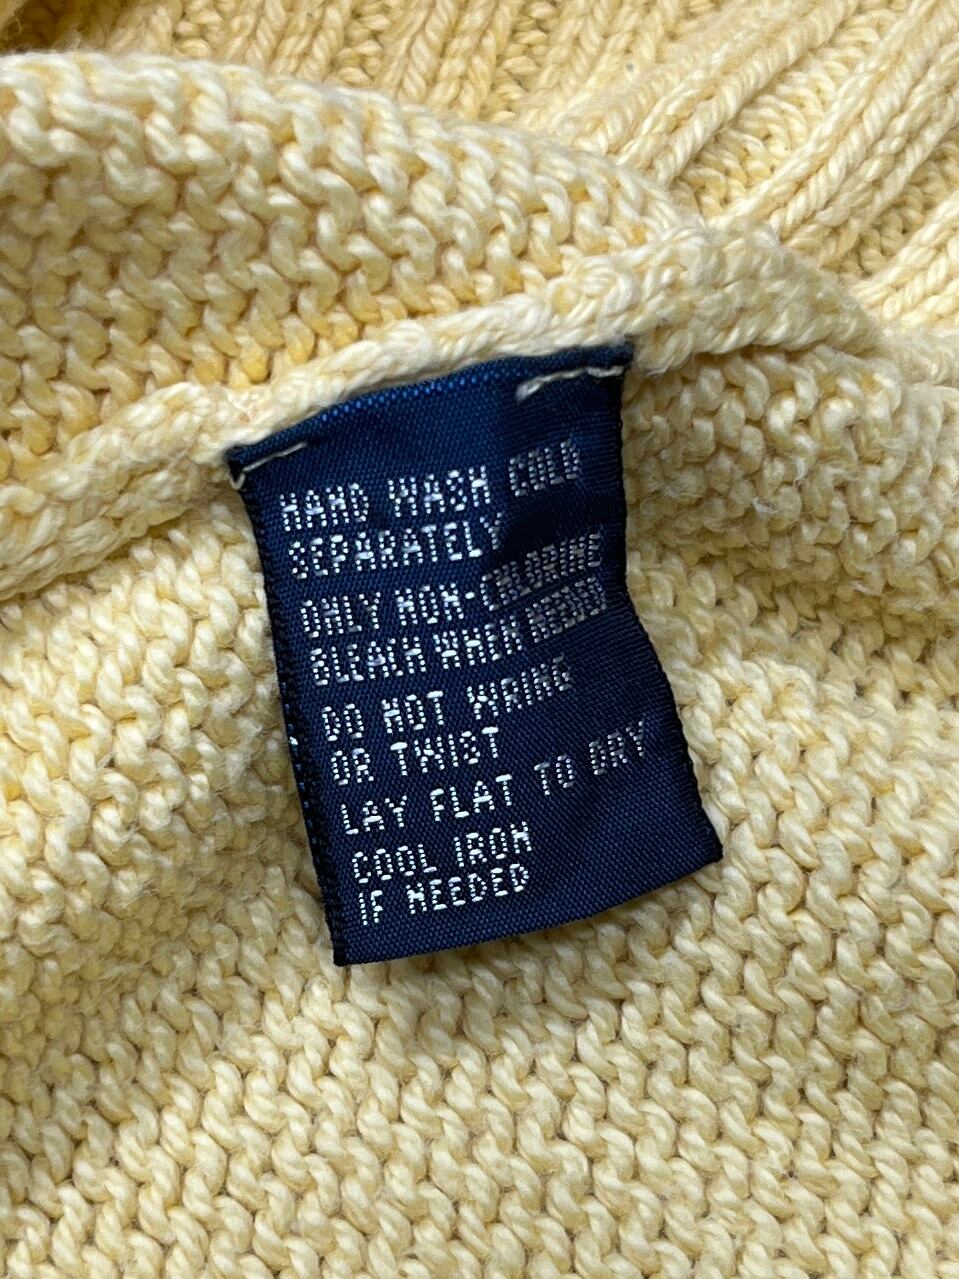 HAND WASH COLD
SEPARATELY
ONLY NON-CHLORINE
BLEACH WHEN NEEDED
DO NOT WRING
OR TWIST
LAY FLAT TO DRY
COOL IRON
IF NEEDED